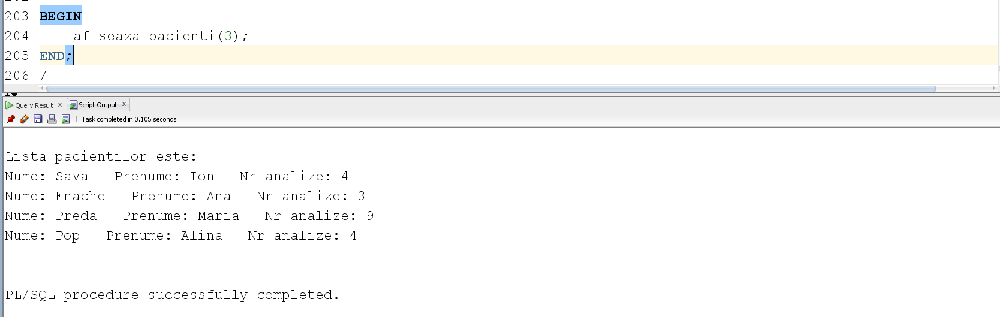 203 BEGIN
204 afiseaza_pacienti(3);
205 END;
206 /
Query Result x Script Output x
Task completed in 0.105 seconds
Lista pacientilor este:
Nume: Sava Prenume: Ion Nr analize: 4
Nume: Enache Prenume: Ana Nr analize: 3
Nume: Preda Prenume: Maria Nr analize: 9
Nume: Pop Prenume: Alina Nr analize: 4
PL/SQL procedure successfully completed.